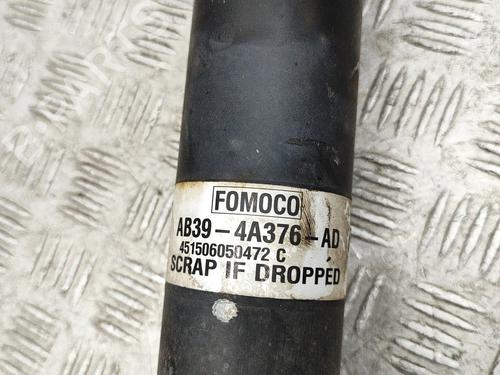 FOMOCO
AB39-4A376-AD
451506050472 C
SCRAP IF DROPPED